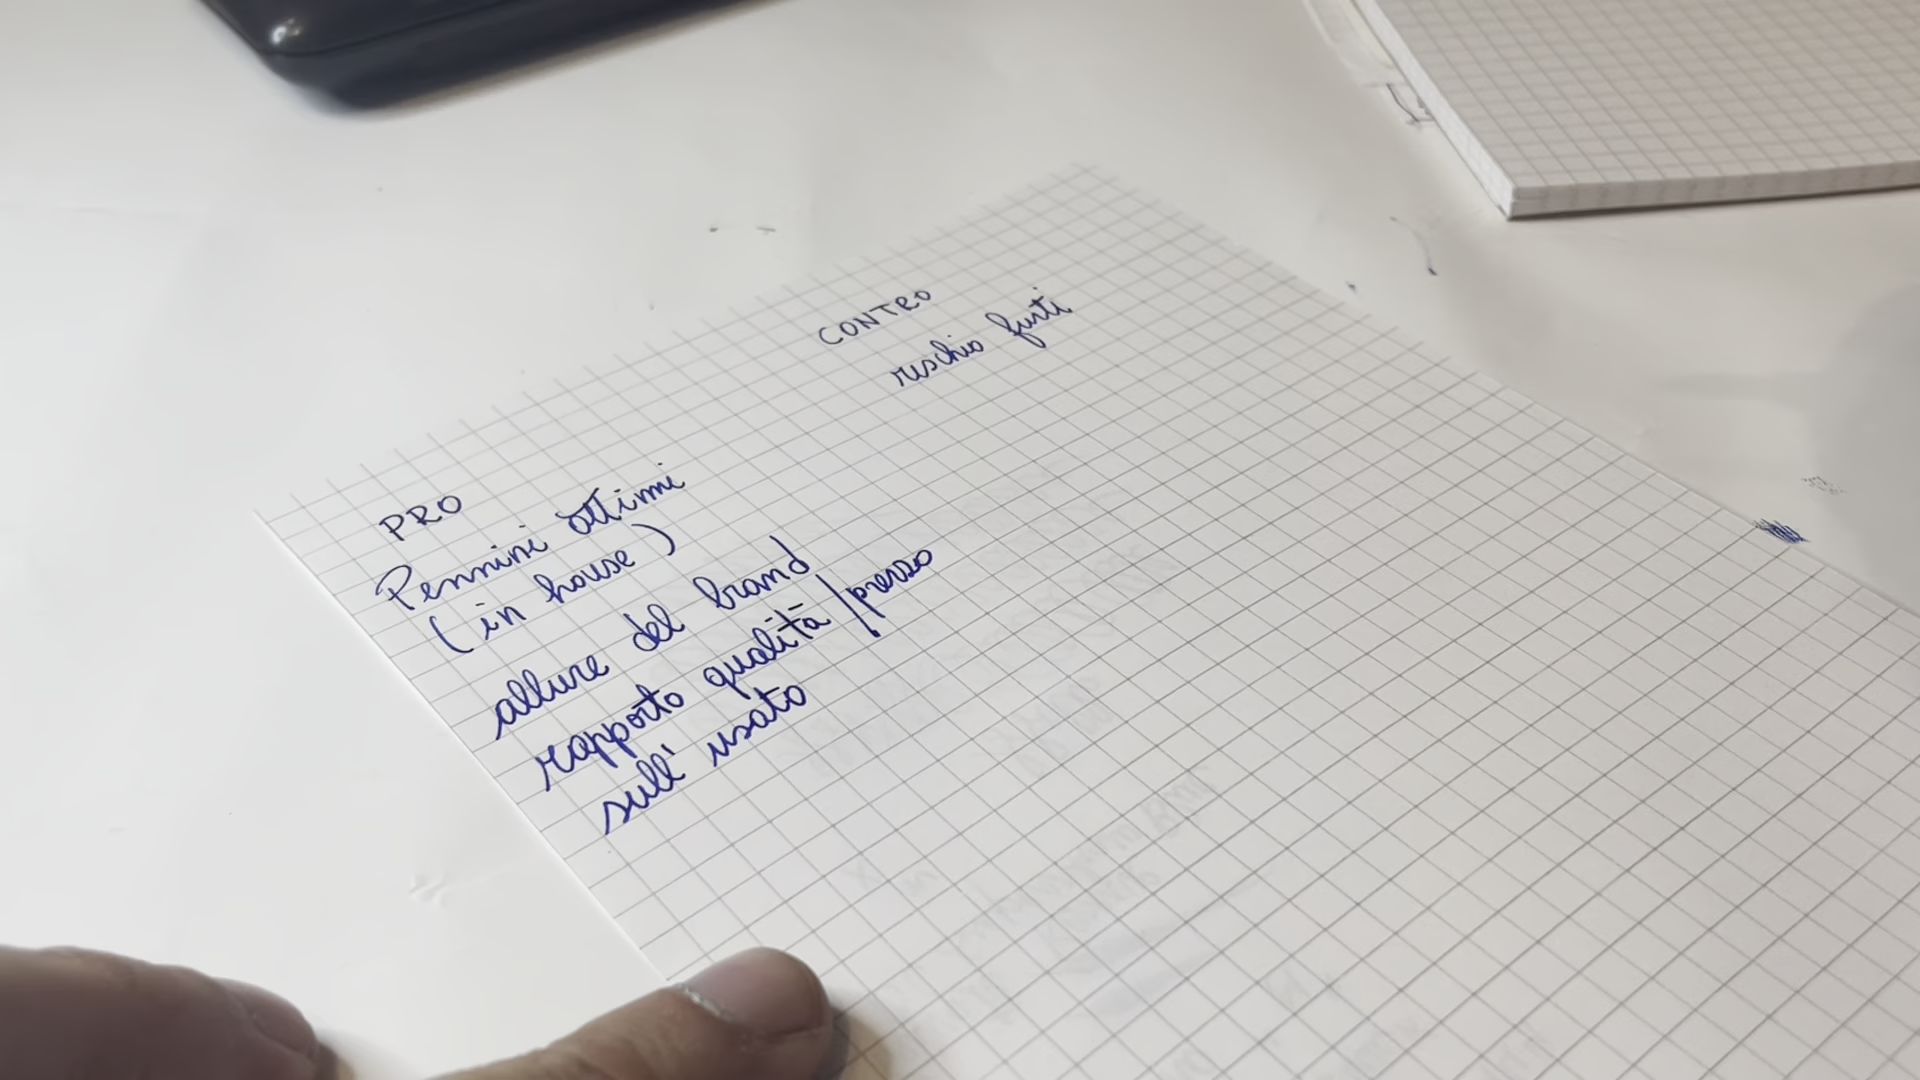 PRO
Pennini ottimi
(in house)
allure del brand
rapporto qualità/prezzo
sull'usato
CONTRO
rischio furti